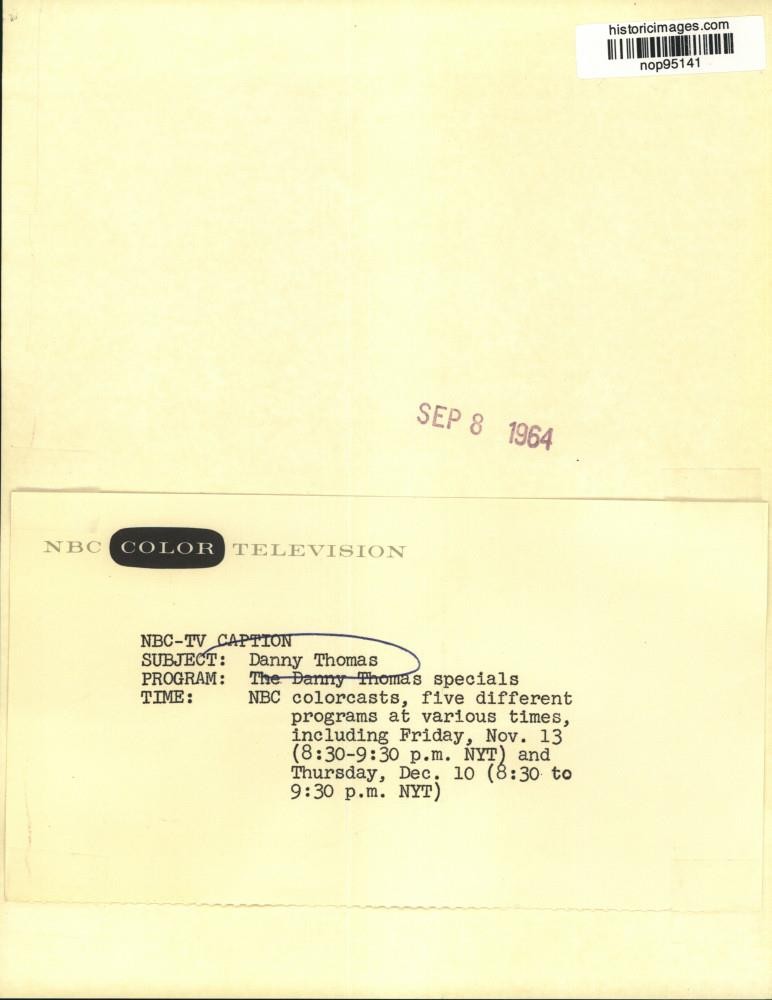 historicimages.com
nop95141
SEP 8 1964
NBC COLOR TELEVISION
NBC-TV CAPTION
SUBJECT: Danny Thomas
PROGRAM: The Danny Thomas specials
TIME: NBC colorcasts, five different
programs at various times,
including Friday, Nov. 13
(8:30-9:30 p.m. NYT) and
Thursday, Dec. 10 (8:30 to
9:30 p.m. NYT)